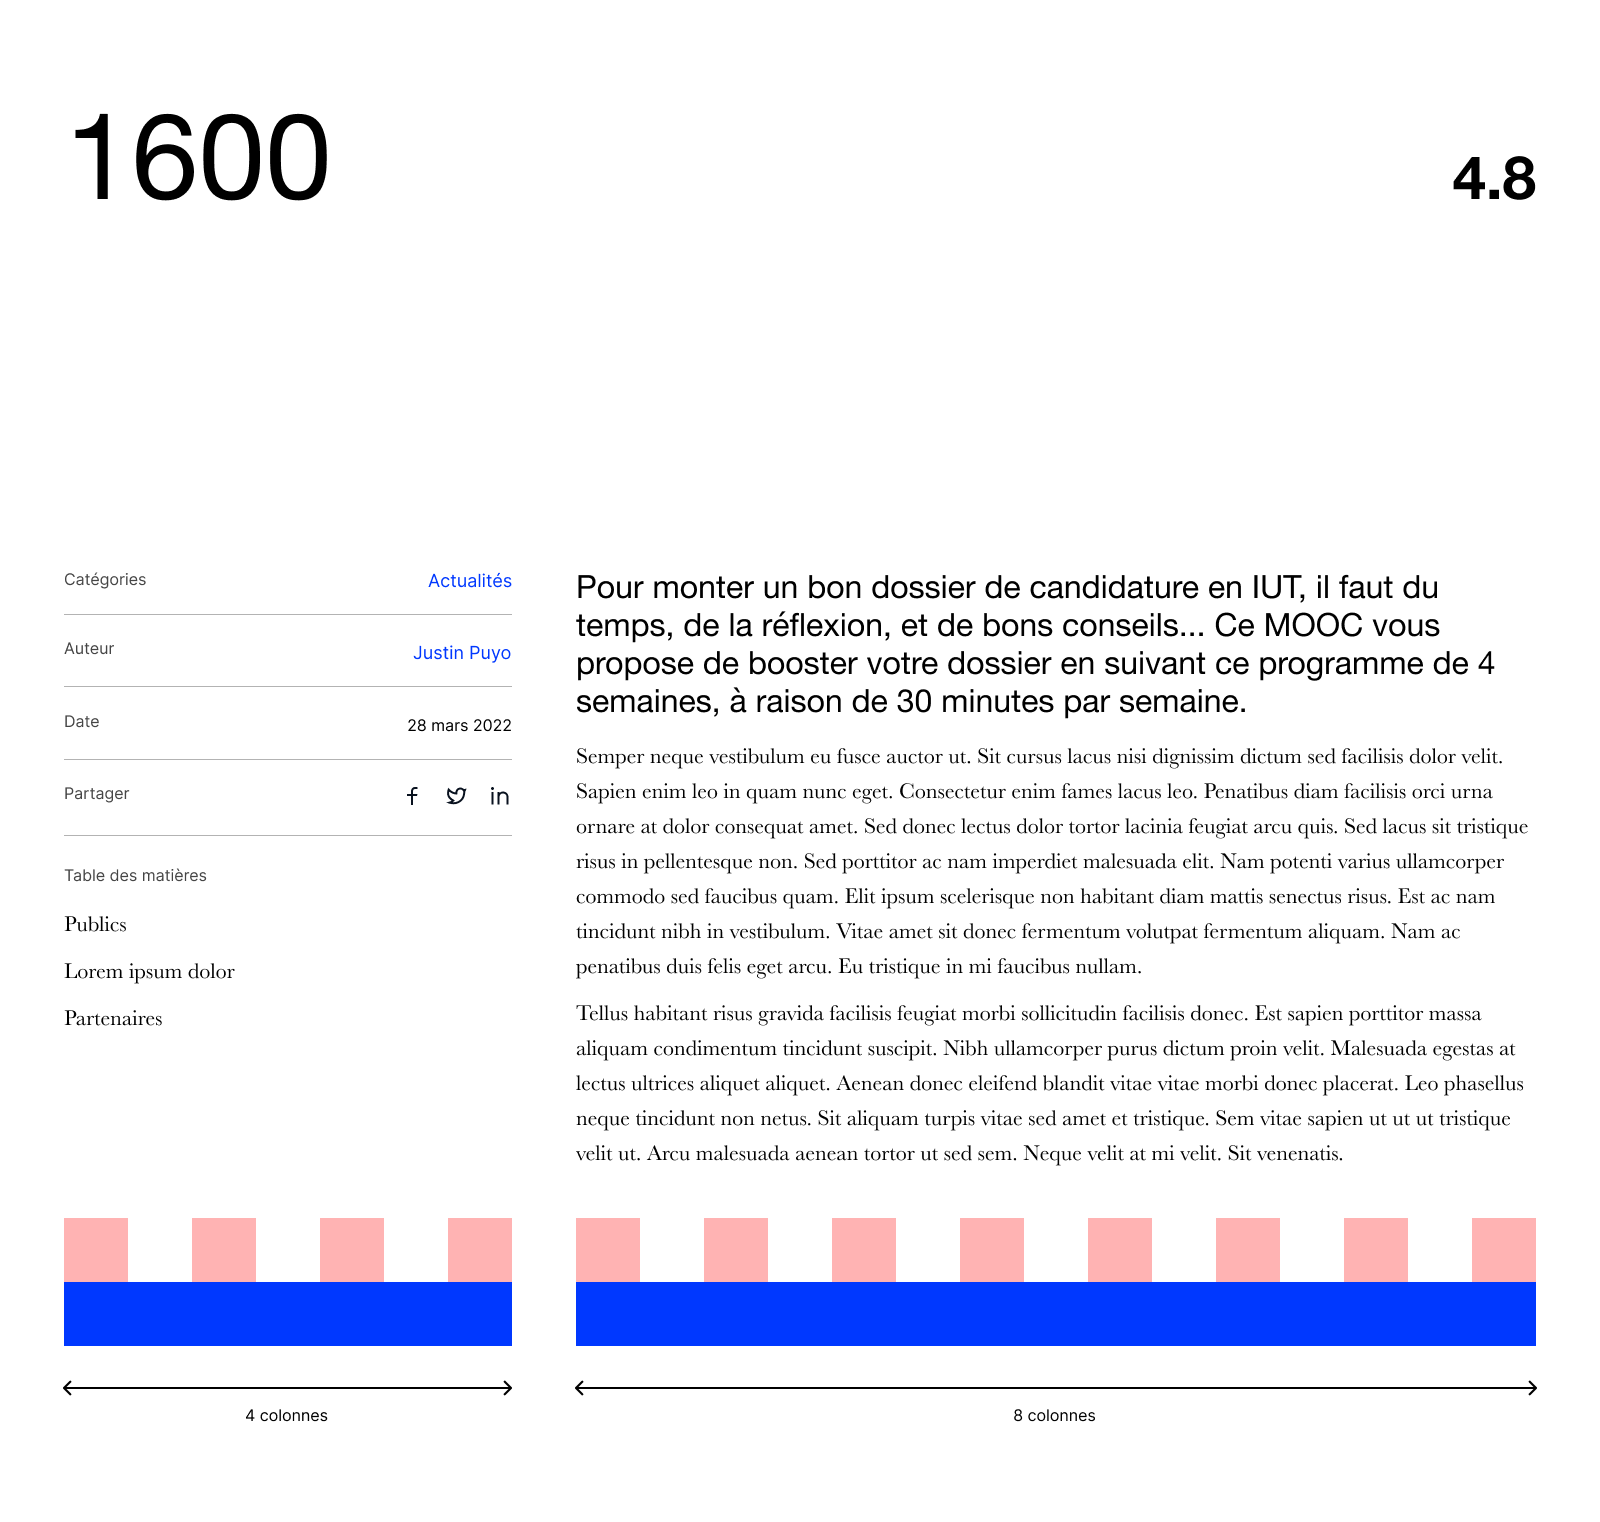 1600
4.8
Catégories
Actualités
Auteur
Justin Puyo
Date
28 mars 2022
Partager
Table des matières
Publics
Lorem ipsum dolor
Partenaires
Pour monter un bon dossier de candidature en IUT, il faut du
temps, de la réflexion, et de bons conseils... Ce MOOC vous
propose de booster votre dossier en suivant ce programme de 4
semaines, à raison de 30 minutes par semaine.
Semper neque vestibulum eu fusce auctor ut. Sit cursus lacus nisi dignissim dictum sed facilisis dolor velit.
Sapien enim leo in quam nunc eget. Consectetur enim fames lacus leo. Penatibus diam facilisis orci urna
ornare at dolor consequat amet. Sed donec lectus dolor tortor lacinia feugiat arcu quis. Sed lacus sit tristique
risus in pellentesque non. Sed porttitor ac nam imperdiet malesuada elit. Nam potenti varius ullamcorper
commodo sed faucibus quam. Elit ipsum scelerisque non habitant diam mattis senectus risus. Est ac nam
tincidunt nibh in vestibulum. Vitae amet sit donec fermentum volutpat fermentum aliquam. Nam ac
penatibus duis felis eget arcu. Eu tristique in mi faucibus nullam.
Tellus habitant risus gravida facilisis feugiat morbi sollicitudin facilisis donec. Est sapien porttitor massa
aliquam condimentum tincidunt suscipit. Nibh ullamcorper purus dictum proin velit. Malesuada egestas at
lectus ultrices aliquet aliquet. Aenean donec eleifend blandit vitae vitae morbi donec placerat. Leo phasellus
neque tincidunt non netus. Sit aliquam turpis vitae sed amet et tristique. Sem vitae sapien ut ut ut tristique
velit ut. Arcu malesuada aenean tortor ut sed sem. Neque velit at mi velit. Sit venenatis.
4 colonnes
8 colonnes